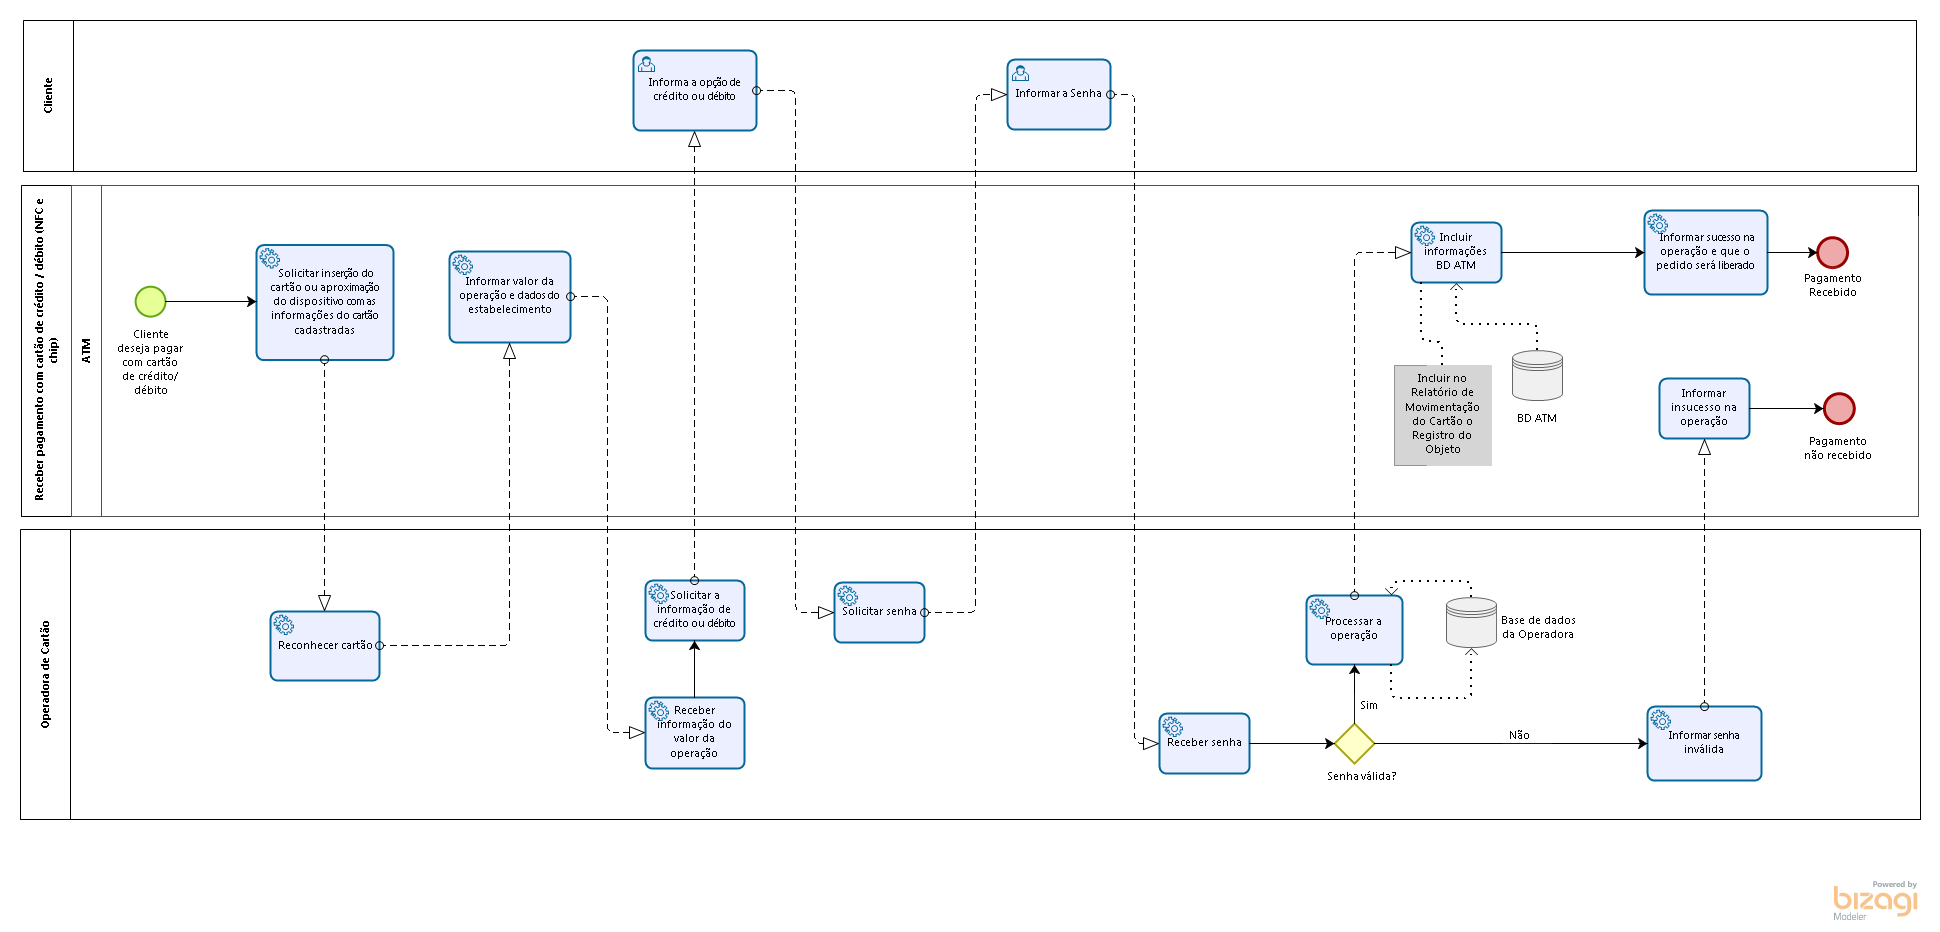 Cliente
Informa a opção de
crédito ou débito
Informar a Senha
Receber pagamento com cartão de crédito / débito (NFC e
chip)
ATM
Cliente
deseja pagar
com cartão
de crédito/
débito
Solicitar inserção do
cartão ou aproximação
do dispositivo com as
informações do cartão
cadastradas
Informar valor da
operação e dados do
estabelecimento
Incluir
informações
BD ATM
Informar sucesso na
operação e que o
pedido será liberado
Pagamento
Recebido
Incluir no
Relatório de
Movimentação
do Cartão o
Registro do
Objeto
BD ATM
Informar
insucesso na
operação
Pagamento
não recebido
Operadora de Cartão
Reconhecer cartão
Solicitar a
informação de
crédito ou débito
Receber
informação do
valor da
operação
Solicitar senha
Receber senha
Senha válida?
Sim
Não
Processar a
operação
Base de dados
da Operadora
Informar senha
inválida
Powered by
bizagi
Modeler